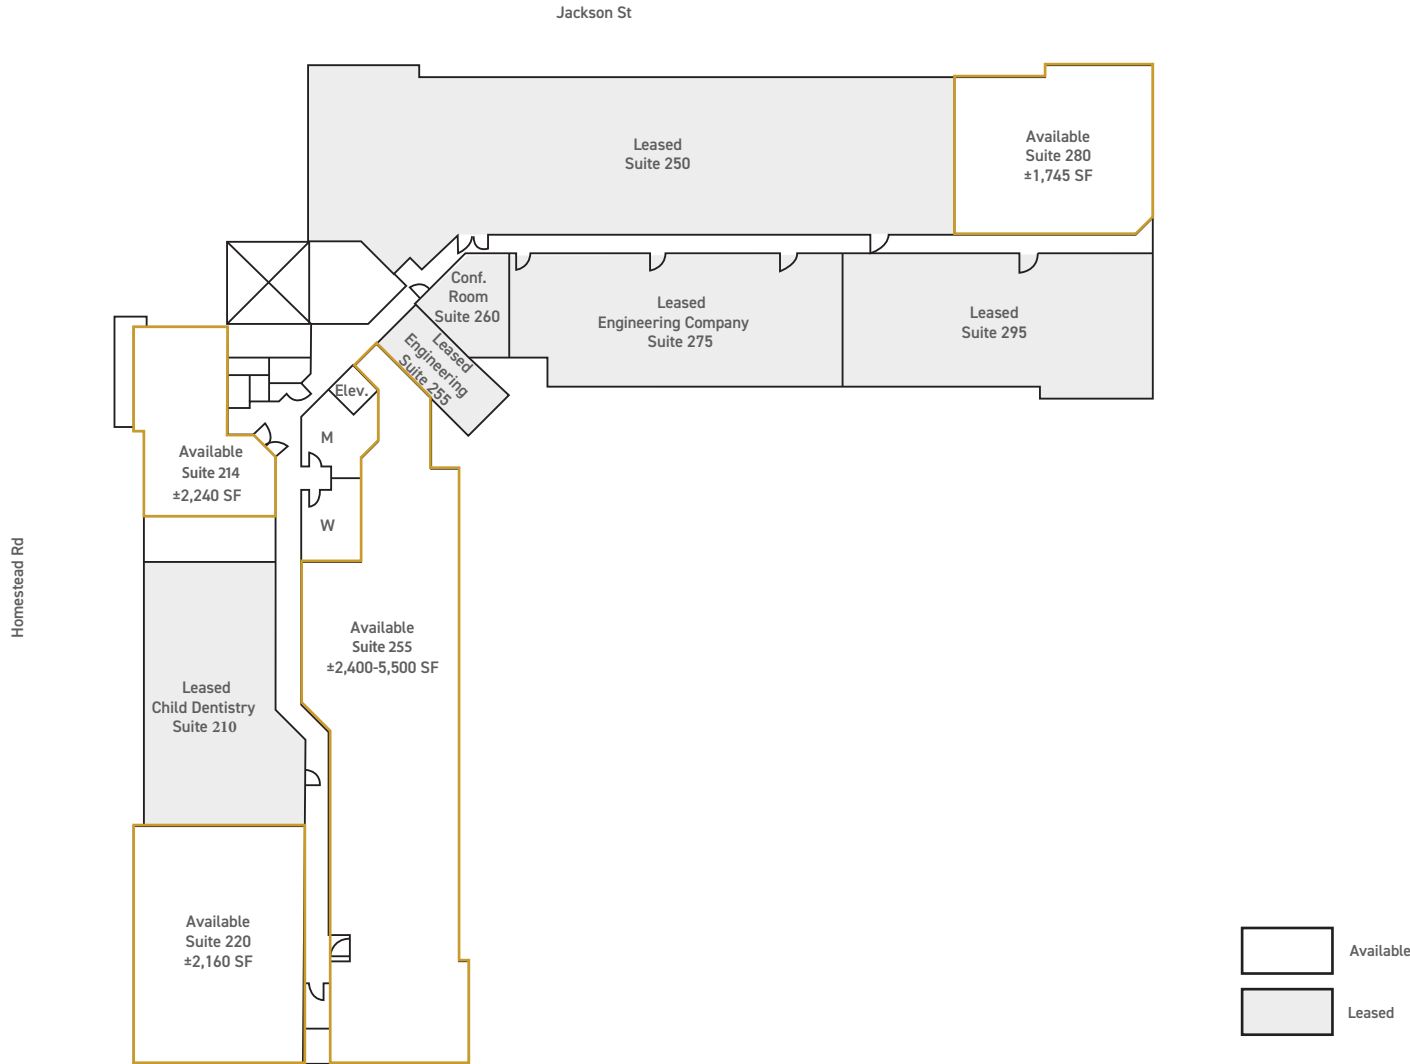 Jackson St
Leased
Suite 250
Available
Suite 280
±1,745 SF
Conf.
Room
Suite 260
Leased
Engineering Company
Suite 275
Leased
Suite 295
Leased
Engineering
Suite 255
Elev.
M
W
Available
Suite 214
±2,240 SF
Homestead Rd
Available
Suite 255
±2,400-5,500 SF
Leased
Child Dentistry
Suite 210
Available
Suite 220
±2,160 SF
Available
Leased